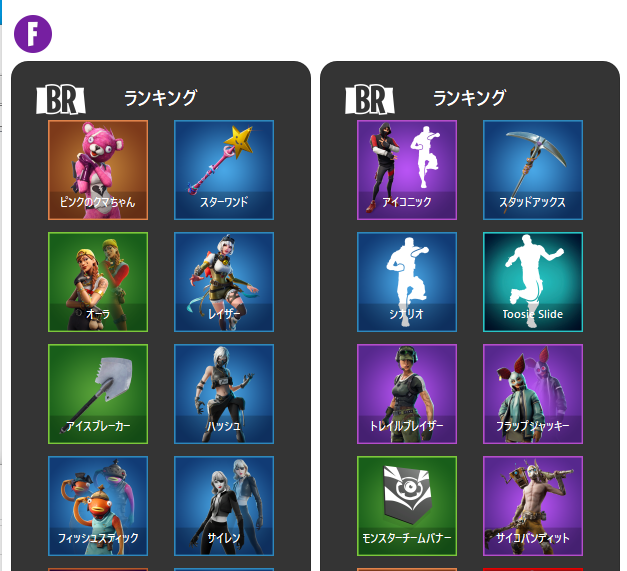 F
BR ランキング
ピンクのクマちゃん スターワンド
オーラ レイザー
アイスブレーカー ハッシュ
フィッシュスティック サイレン
BR ランキング
アイコニック スタッドアックス
シナリオ Toosie Slide
トレイルブレイザー フラップジャッキー
モンスターチームバナー サイコバンディット